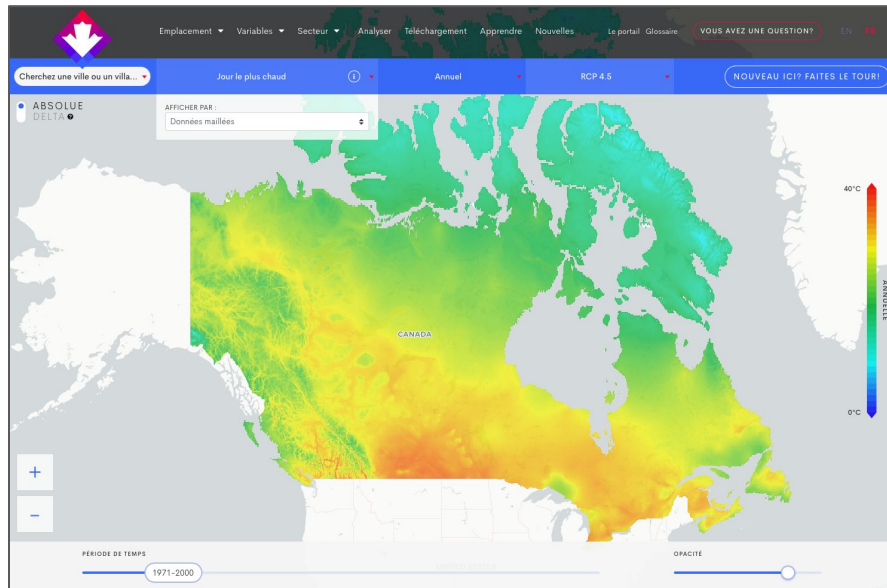 Emplacement Variables Secteur Analyser Téléchargement Apprendre Nouvelles Le portail Glossaire VOUS AVEZ UNE QUESTION? EN FR
Cherchez une ville ou un villa... Jour le plus chaud i Annuel RCP 4.5 NOUVEAU ICI? FAITES LE TOUR!
ABSOLUE
DELTA ?
AFFICHER PAR :
Données maillées
40°C
ANNUELLE
CANADA
0°C
+
−
PÉRIODE DE TEMPS
1971-2000
OPACITÉ